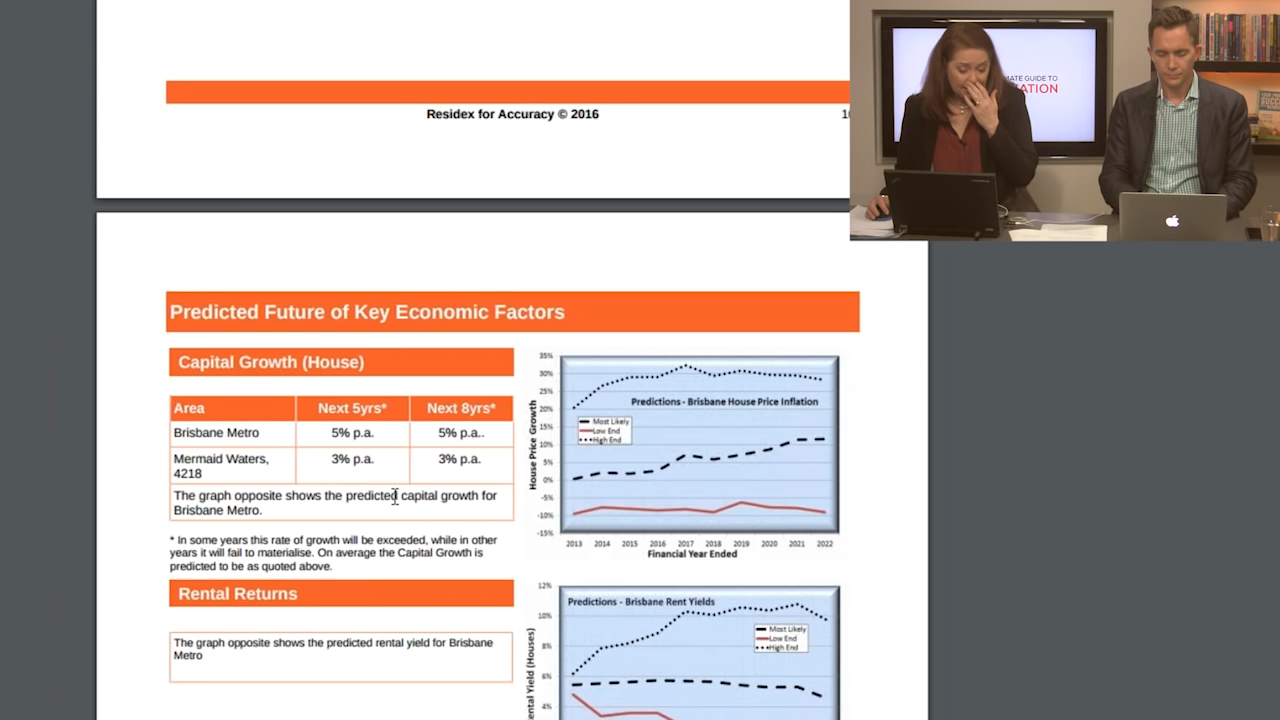 MATE GUIDE TO
ATION
Residex for Accuracy © 2016
Predicted Future of Key Economic Factors
Capital Growth (House)
Area Next 5yrs* Next 8yrs*
Brisbane Metro 5% p.a. 5% p.a..
Mermaid Waters, 3% p.a. 3% p.a.
4218
The graph opposite shows the predicted capital growth for
Brisbane Metro.
* In some years this rate of growth will be exceeded, while in other
years it will fail to materialise. On average the Capital Growth is
predicted to be as quoted above.
35%
30%
25%
20%
15%
10%
5%
0%
-5%
-10%
-15%
House Price Growth
Predictions - Brisbane House Price Inflation
Most Likely
Low End
High End
2013 2014 2015 2016 2017 2018 2019 2020 2021 2022
Financial Year Ended
Rental Returns
The graph opposite shows the predicted rental yield for Brisbane
Metro
12%
10%
8%
6%
4%
Rental Yield (Houses)
Predictions - Brisbane Rent Yields
Most Likely
Low End
High End